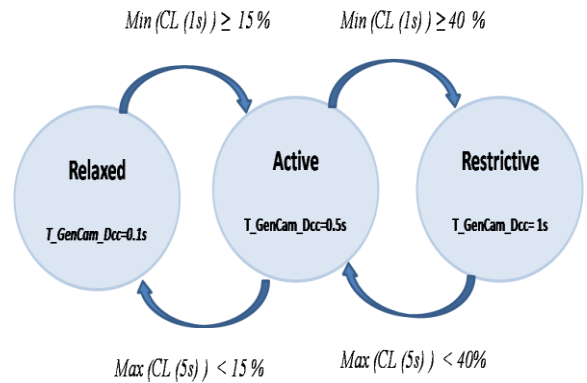 Min (CL (1s) ) ≥ 15 %
Min (CL (1s) ) ≥ 40 %
Relaxed
Active
Restrictive
T_GenCam_Dcc=0.1s
T_GenCam_Dcc=0.5s
T_GenCam_Dcc= 1s
Max (CL (5s) ) < 15 %
Max (CL (5s) ) < 40%